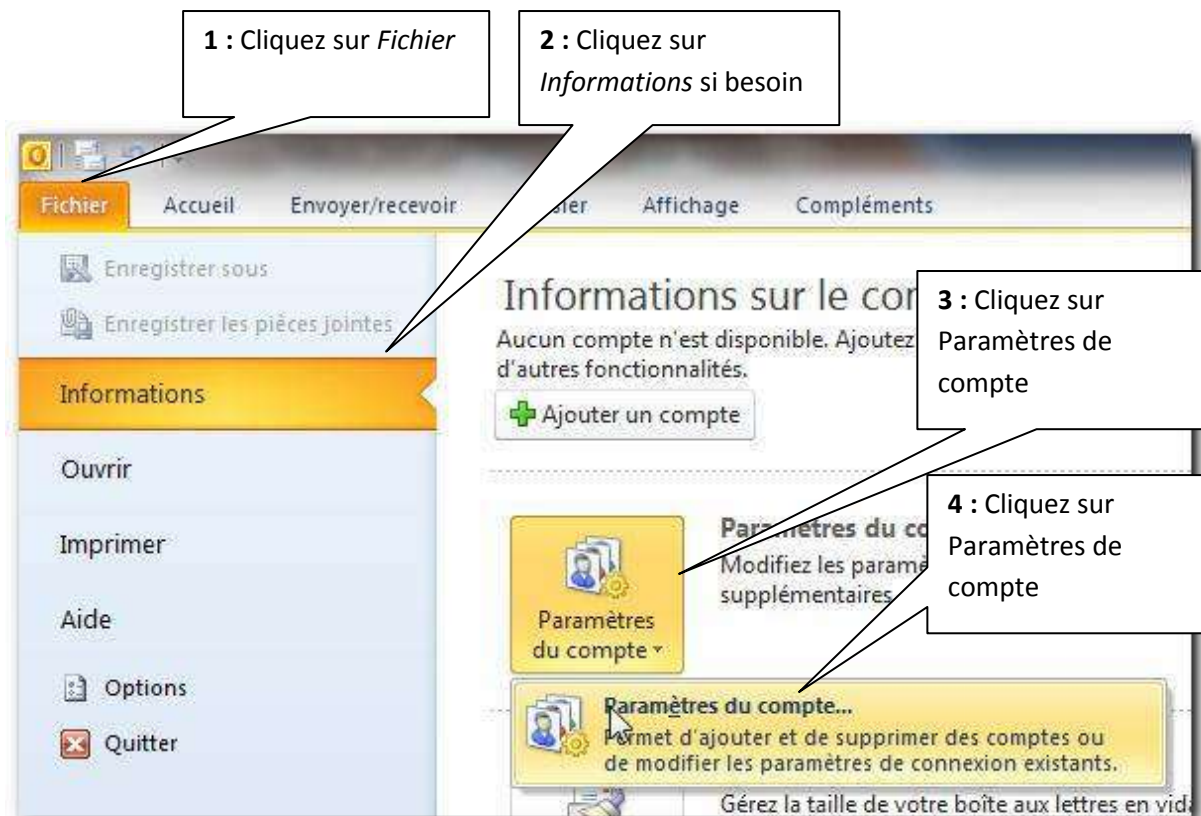 1 : Cliquez sur Fichier
2 : Cliquez sur
Informations si besoin
Fichier Accueil Envoyer/recevoir Affichage Compléments
Enregistrer sous
Enregistrer les pièces jointes
Informations
Ouvrir
Imprimer
Aide
Options
Quitter
Informations sur le
Aucun compte n'est disponible. Ajoutez
d'autres fonctionnalités.
Ajouter un compte
3 : Cliquez sur
Paramètres de
compte
Paramètres
du compte
Paramètres du
Modifiez les
supplémentaires
4 : Cliquez sur
Paramètres de
compte
Paramètres du compte...
Permet d'ajouter et de supprimer des comptes ou
de modifier les paramètres de connexion existants.
Gérez la taille de votre boîte aux lettres en